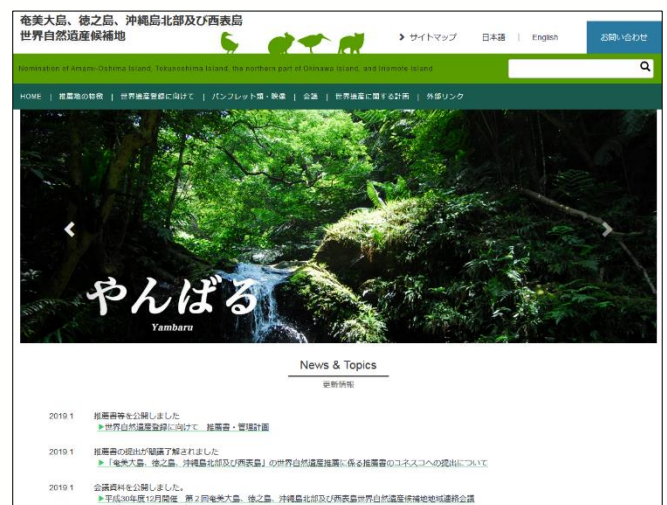 奄美大島、徳之島、沖縄島北部及び西表島
世界自然遺産候補地
サイトマップ 日本語 | English お問い合わせ
Nomination of Amami-Oshima Island, Tokunoshima Island, the northern part of Okinawa Island, and Iriomote Island
HOME | 推薦地の特徴 | 世界遺産登録に向けて | パンフレット類・映像 | 会議 | 世界遺産に関する計画 | 外部リンク
やんばる
Yambaru
News & Topics
更新情報
2019.1 推薦書等を公開しました
▶世界自然遺産登録に向けて 推薦書・管理計画
2019.1 推薦書の提出が閣議了解されました
▶「奄美大島、徳之島、沖縄島北部及び西表島」の世界自然遺産推薦に係る推薦書のユネスコへの提出について
2019.1 会議資料を公開しました。
▶平成30年度12月開催 第2回奄美大島、徳之島、沖縄島北部及び西表島世界自然遺産候補地地域連絡会議